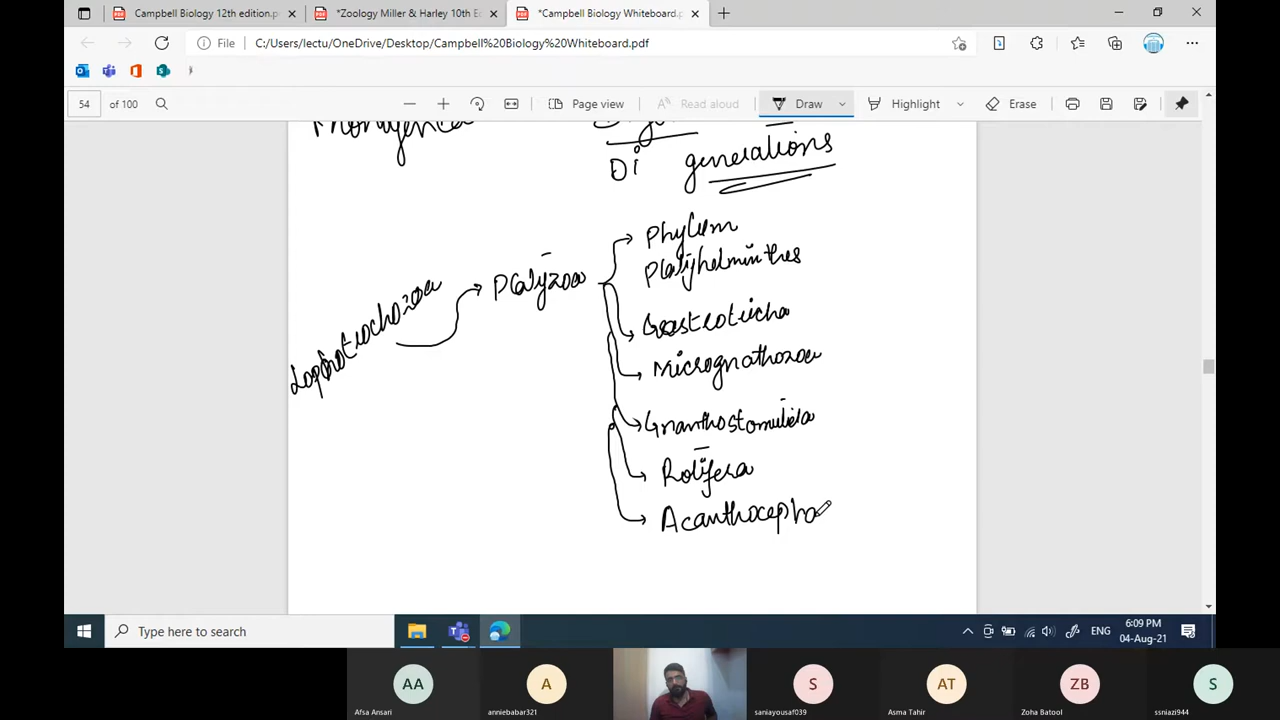 Campbell Biology 12th edition.p
*Zoology Miller & Harley 10th Ec
*Campbell Biology Whiteboard.p
File
C:/Users/lectu/OneDrive/Desktop/Campbell%20Biology%20Whiteboard.pdf
54 of 100
Page view
Read aloud
Draw
Highlight
Erase
Di generations
Phylum
Platyhelminthes
Lophotrochozoa
Platyzoa
Gastrotricha
Micrognathozoa
Gnanthostomulida
Rotifera
Acanthocepha
Type here to search
ENG
6:09 PM
04-Aug-21
AA
A
S
AT
ZB
S
Afsa Ansari
anniebabar321
saniayousaf039
Asma Tahir
Zoha Batool
ssniazi944